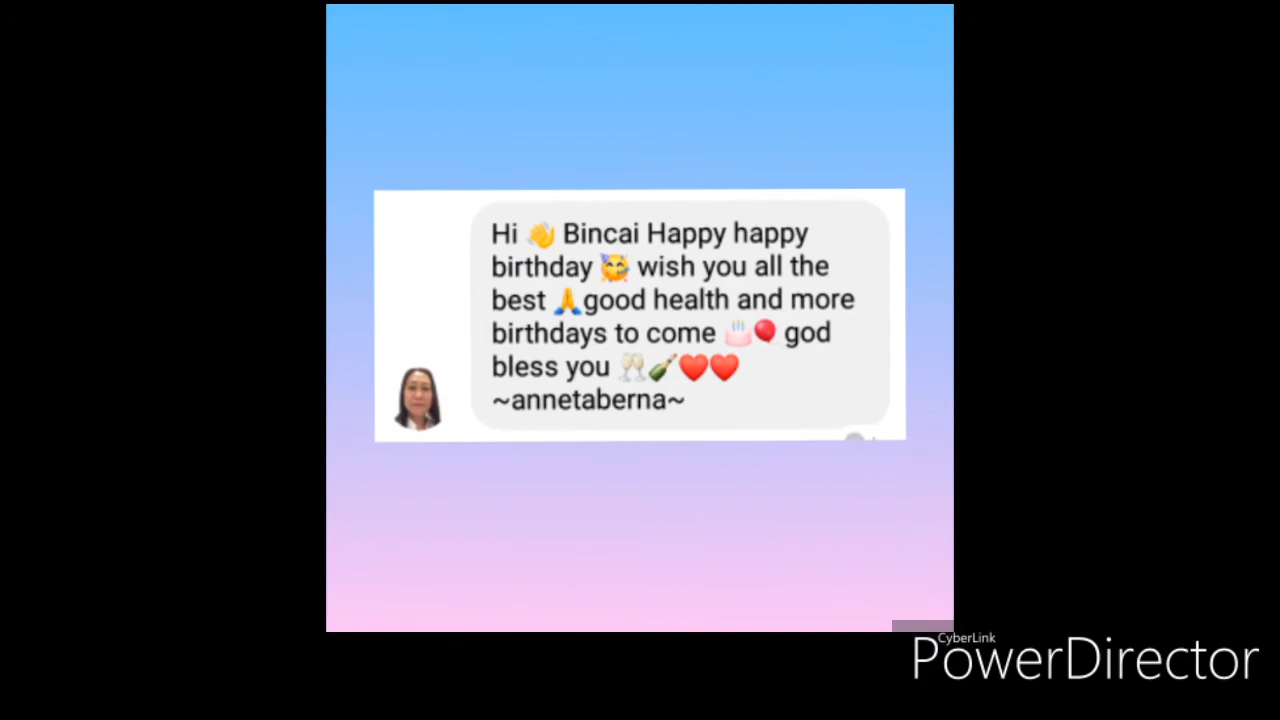 Hi 👋 Bincai Happy happy
birthday 🥳 wish you all the
best 🙏good health and more
birthdays to come 🎂🎈 god
bless you 🥂🍾❤️❤️
~annetaberna~
CyberLink
PowerDirector